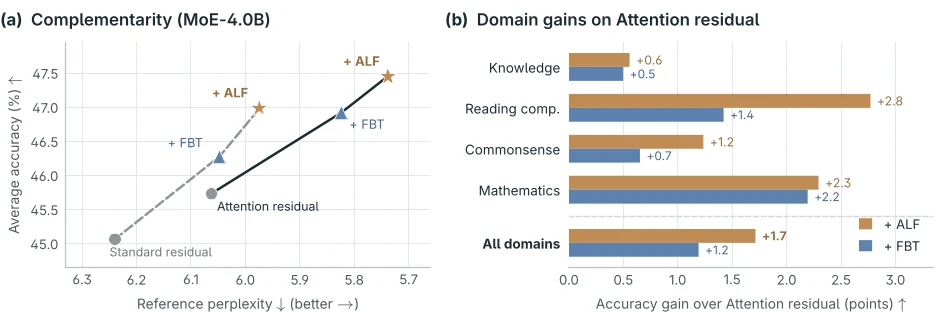 (a) Complementarity (MoE-4.0B)
Average accuracy (%) ↑
47.5
47.0
46.5
46.0
45.5
45.0
+ ALF
+ ALF
+ FBT
+ FBT
Attention residual
Standard residual
6.3 6.2 6.1 6.0 5.9 5.8 5.7
Reference perplexity ↓ (better →)
(b) Domain gains on Attention residual
Knowledge
+0.6
+0.5
Reading comp.
+2.8
+1.4
Commonsense
+1.2
+0.7
Mathematics
+2.3
+2.2
All domains
+1.7
+1.2
+ ALF
+ FBT
0.0 0.5 1.0 1.5 2.0 2.5 3.0
Accuracy gain over Attention residual (points) ↑